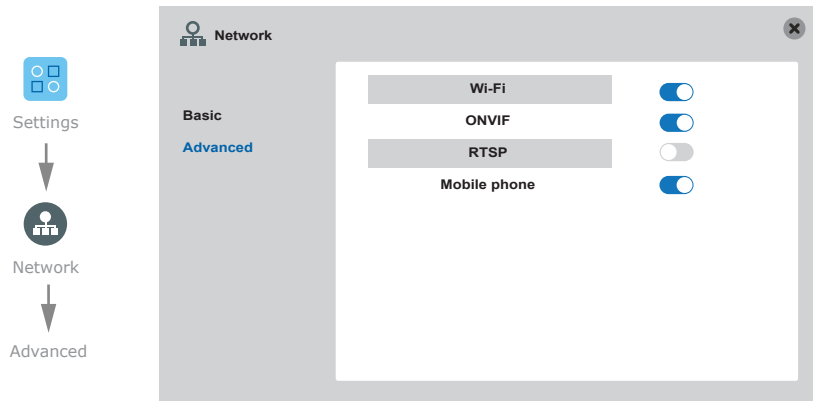 Settings
Network
Advanced
Network
Basic
Advanced
Wi-Fi
ONVIF
RTSP
Mobile phone